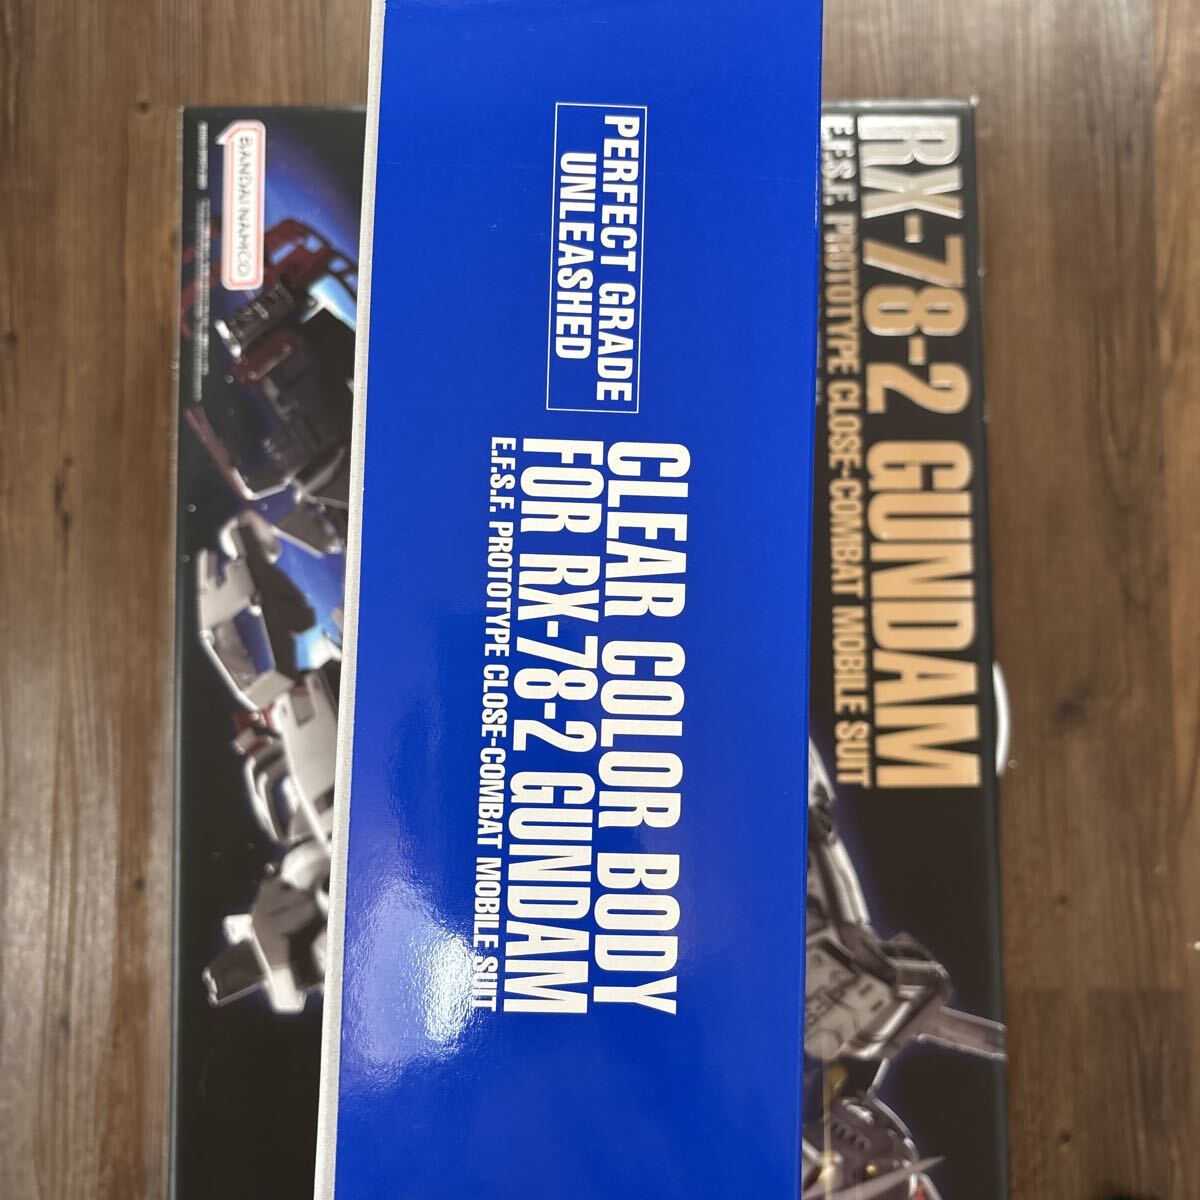 PERFECT GRADE
UNLEASHED
CLEAR COLOR BODY
FOR RX-78-2 GUNDAM
E.F.S.F. PROTOTYPE CLOSE-COMBAT MOBILE SUIT
RX-78-2 GUNDAM
E.F.S.F. PROTOTYPE CLOSE-COMBAT MOBILE SUIT
BANDAI NAMCO